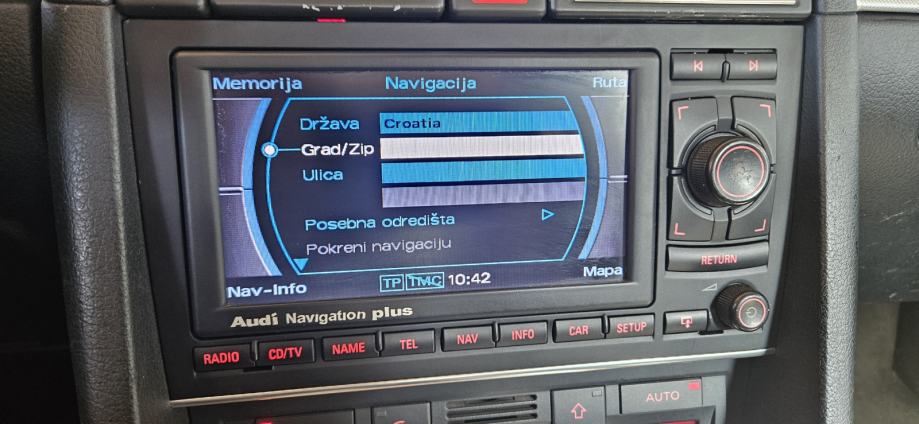 Memorija Navigacija Ruta
Država Croatia
Grad/Zip
Ulica
Posebna odredišta
Pokreni navigaciju
Nav-Info TP TMC 10:42 Mapa
Audi Navigation plus
RETURN
RADIO CD/TV NAME TEL NAV INFO CAR SETUP
AUTO